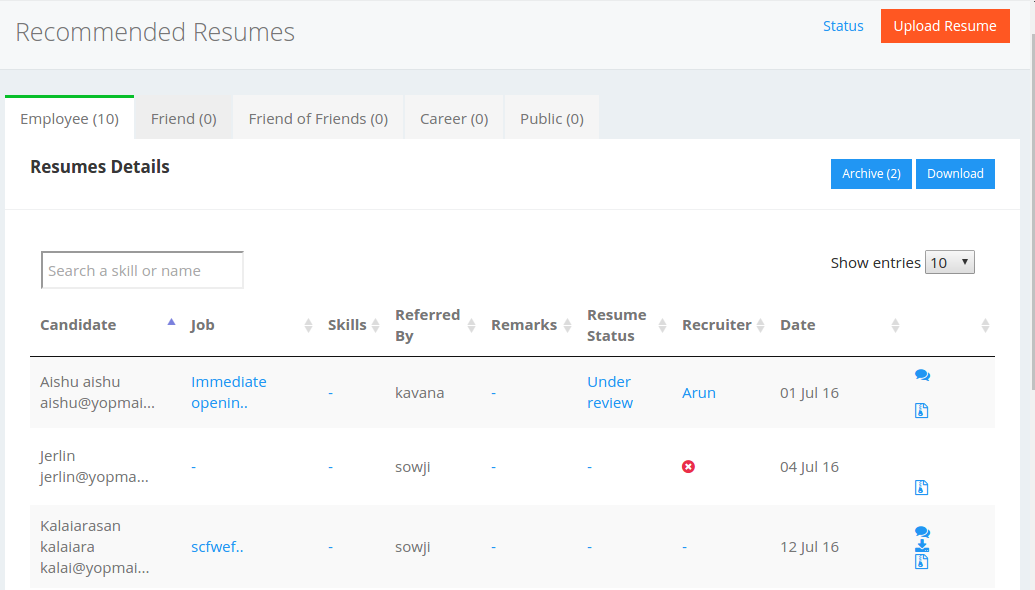 Recommended Resumes
Status
Upload Resume
Employee (10)
Friend (0)
Friend of Friends (0)
Career (0)
Public (0)
Resumes Details
Archive (2)
Download
Search a skill or name
Show entries 10
Candidate
Job
Skills
Referred
By
Remarks
Resume
Status
Recruiter
Date
Aishu aishu
aishu@yopmai...
Immediate
openin..
-
kavana
-
Under
review
Arun
01 Jul 16
Jerlin
jerlin@yopma...
-
-
sowji
-
-
04 Jul 16
Kalaiarasan
kalaiara
kalai@yopmai...
scfwef..
-
sowji
-
-
-
12 Jul 16